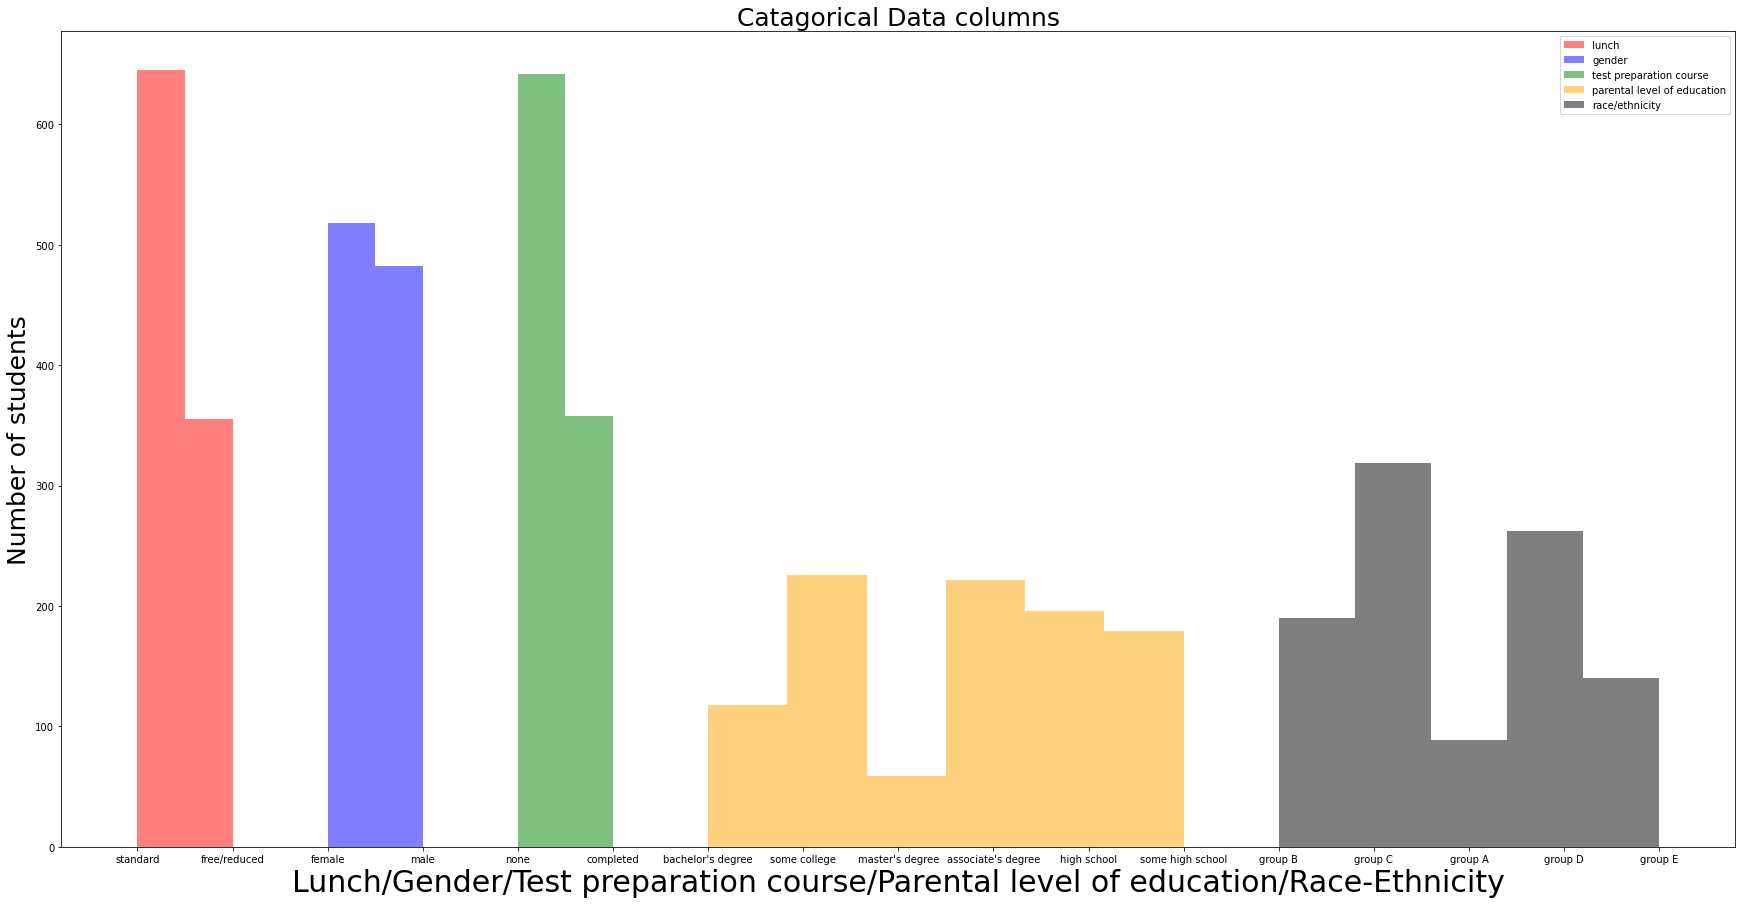 Catagorical Data columns
lunch
gender
test preparation course
parental level of education
race/ethnicity
Number of students
600
500
400
300
200
100
0
standard free/reduced female male none completed bachelor's degree some college master's degree associate's degree high school some high school group B group C group A group D group E
Lunch/Gender/Test preparation course/Parental level of education/Race-Ethnicity